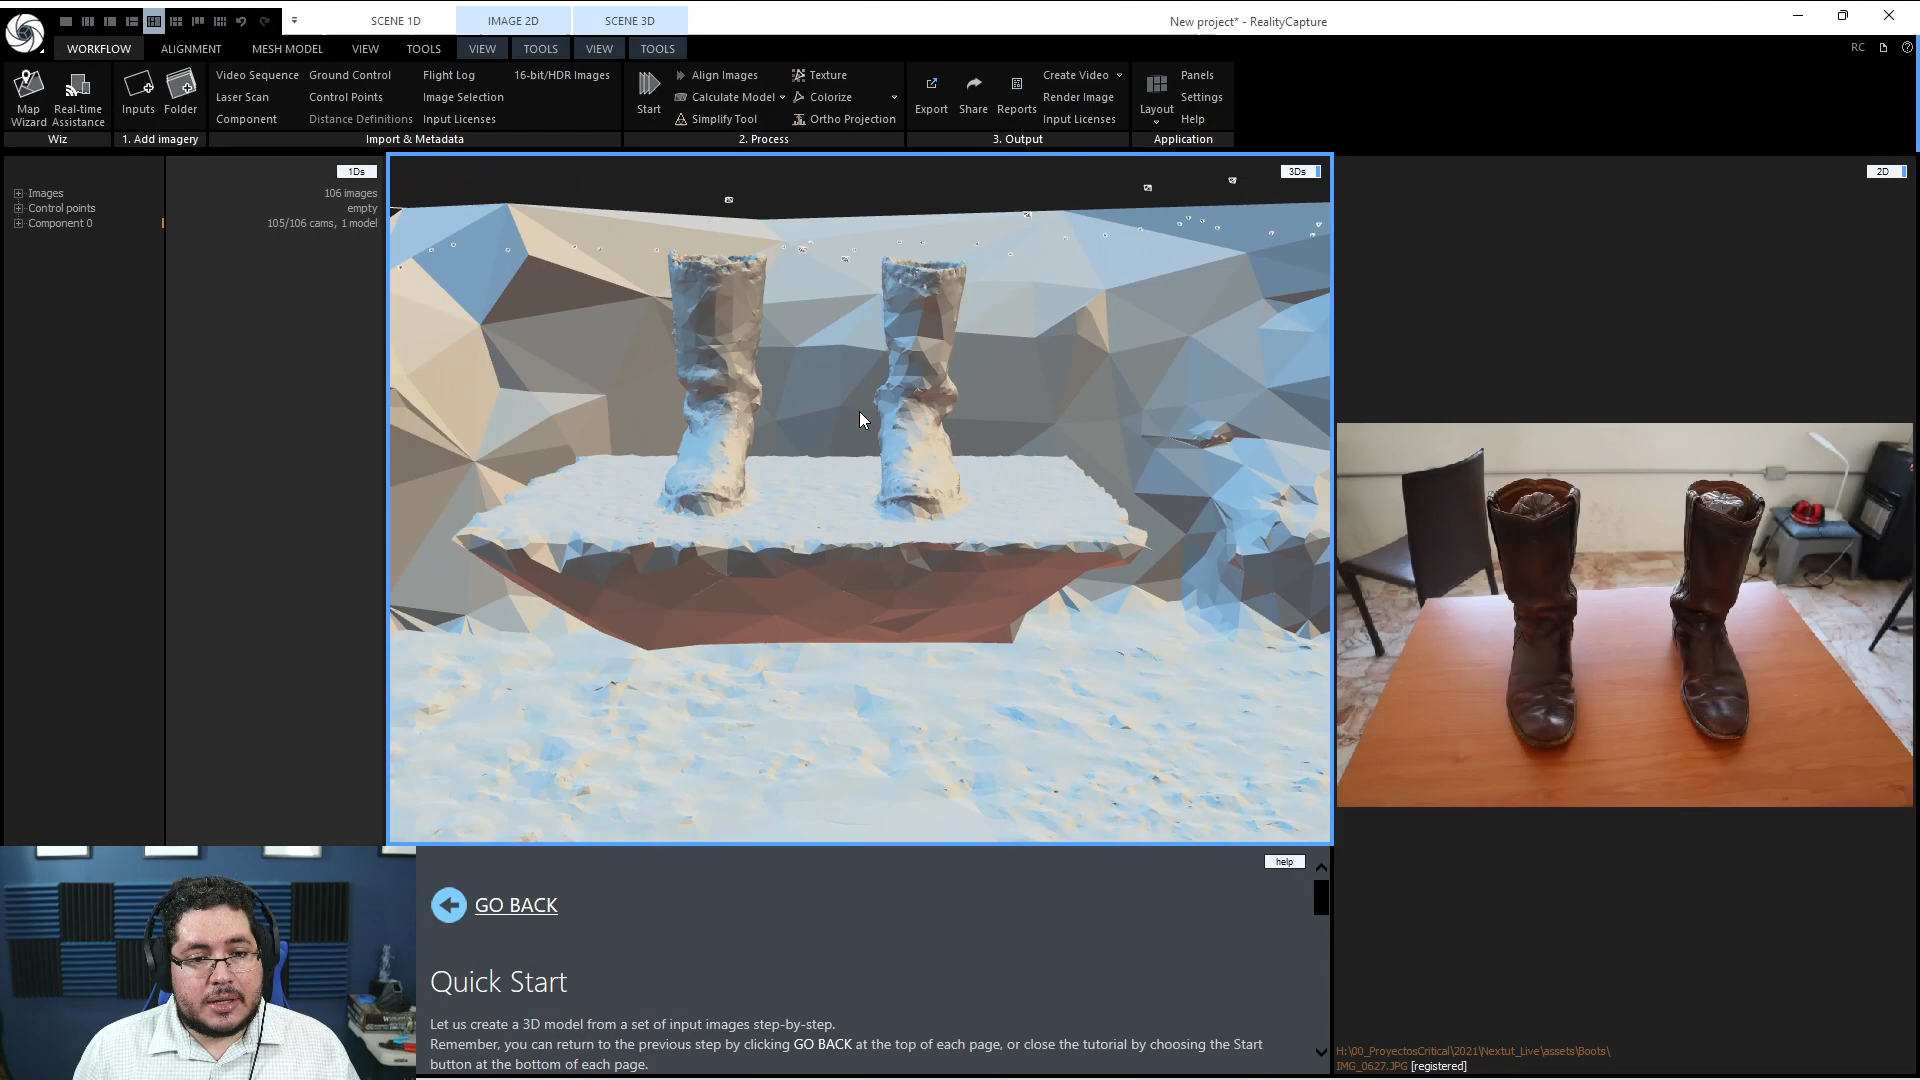 SCENE 1D
IMAGE 2D
SCENE 3D
New project* - RealityCapture
WORKFLOW
ALIGNMENT
MESH MODEL
VIEW
TOOLS
VIEW
TOOLS
VIEW
TOOLS
RC
Map Wizard
Real-time Assistance
Wiz
Inputs
Folder
1. Add imagery
Video Sequence
Ground Control
Flight Log
16-bit/HDR Images
Laser Scan
Control Points
Image Selection
Component
Distance Definitions
Input Licenses
Import & Metadata
Start
Align Images
Texture
Calculate Model
Colorize
Simplify Tool
Ortho Projection
2. Process
Export
Share
Reports
Create Video
Render Image
Input Licenses
3. Output
Layout
Panels
Settings
Help
Application
1Ds
Images
106 images
Control points
empty
Component 0
105/106 cams, 1 model
3Ds
2D
help
GO BACK
Quick Start
Let us create a 3D model from a set of input images step-by-step.
Remember, you can return to the previous step by clicking GO BACK at the top of each page, or close the tutorial by choosing the Start
button at the bottom of each page.
H:\00_ProyectosCritical\2021\Nextut_Live\assets\Boots\
IMG_0627.JPG [registered]